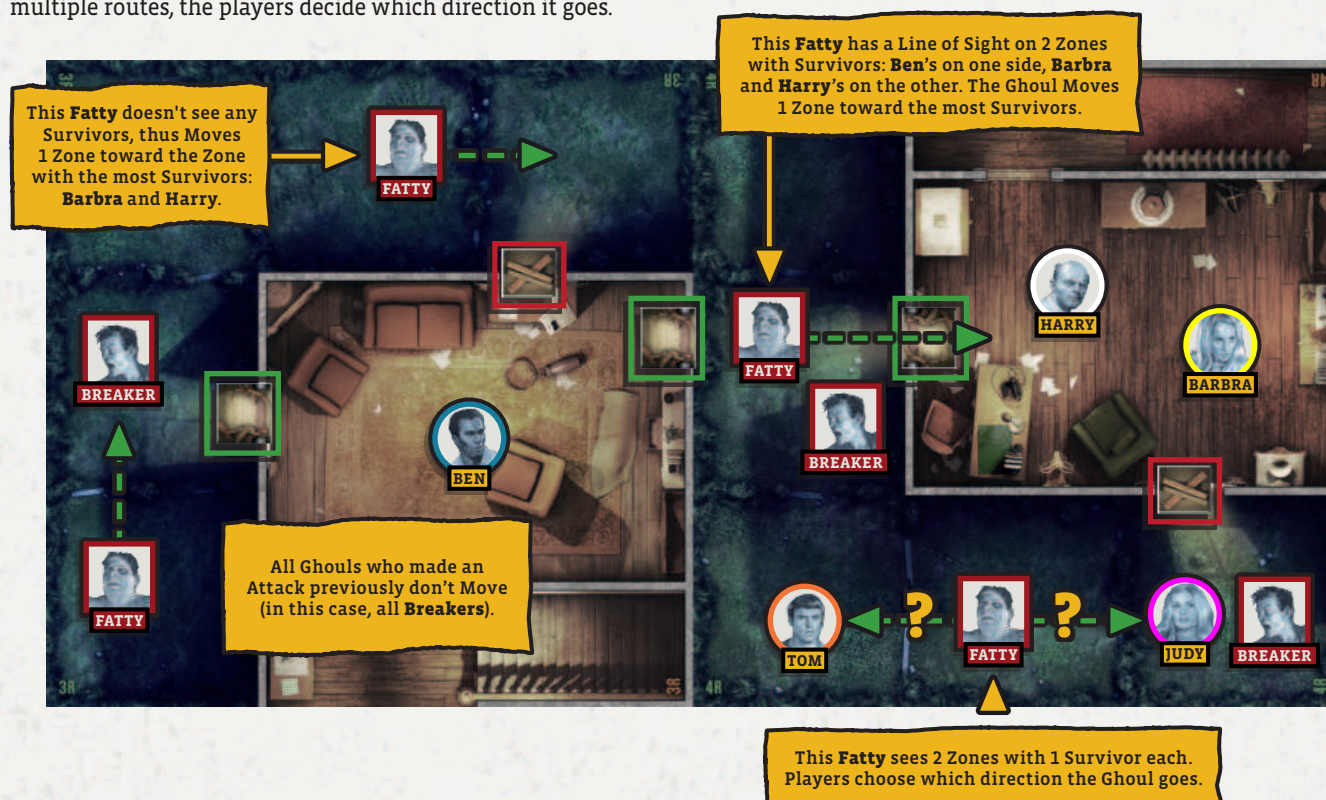 multiple routes, the players decide which direction it goes.
This Fatty has a Line of Sight on 2 Zones
with Survivors: Ben's on one side, Barbra
and Harry's on the other. The Ghoul Moves
1 Zone toward the most Survivors.
This Fatty doesn't see any
Survivors, thus Moves
1 Zone toward the Zone
with the most Survivors:
Barbra and Harry.
FATTY
BREAKER
FATTY
BEN
All Ghouls who made an
Attack previously don't Move
(in this case, all Breakers).
FATTY
BREAKER
HARRY
BARBRA
TOM
?
FATTY
?
JUDY
BREAKER
3R
3R
3R
4R
This Fatty sees 2 Zones with 1 Survivor each.
Players choose which direction the Ghoul goes.